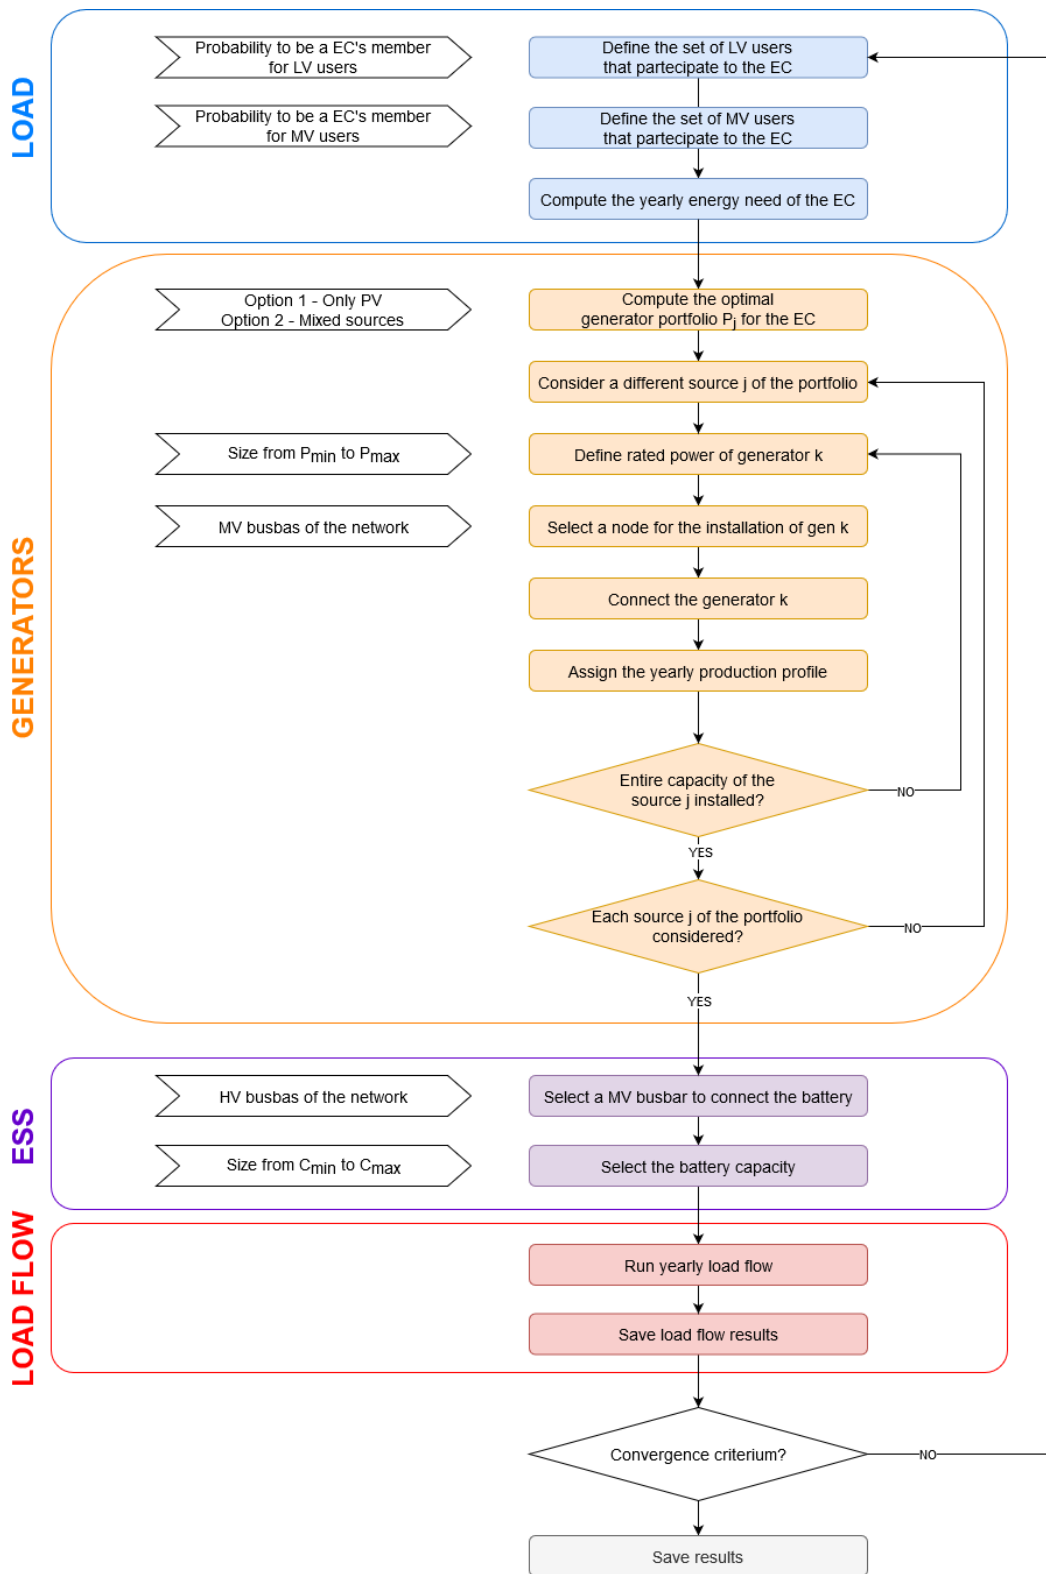 LOAD
Probability to be a EC's member
for LV users
Define the set of LV users
that partecipate to the EC
Probability to be a EC's member
for MV users
Define the set of MV users
that partecipate to the EC
Compute the yearly energy need of the EC
GENERATORS
Option 1 - Only PV
Option 2 - Mixed sources
Compute the optimal
generator portfolio Pj for the EC
Consider a different source j of the portfolio
Size from Pmin to Pmax
Define rated power of generator k
MV busbas of the network
Select a node for the installation of gen k
Connect the generator k
Assign the yearly production profile
Entire capacity of the
source j installed?
NO
YES
Each source j of the portfolio
considered?
NO
YES
ESS
HV busbas of the network
Select a MV busbar to connect the battery
Size from Cmin to Cmax
Select the battery capacity
LOAD FLOW
Run yearly load flow
Save load flow results
Convergence criterium?
NO
Save results